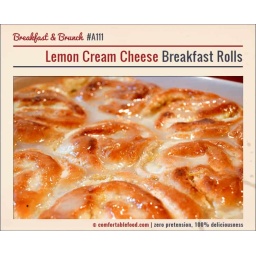 Breakfast & Brunch #A111
Lemon Cream Cheese Breakfast Rolls
© comfortablefood.com | zero pretension, 100% deliciousness